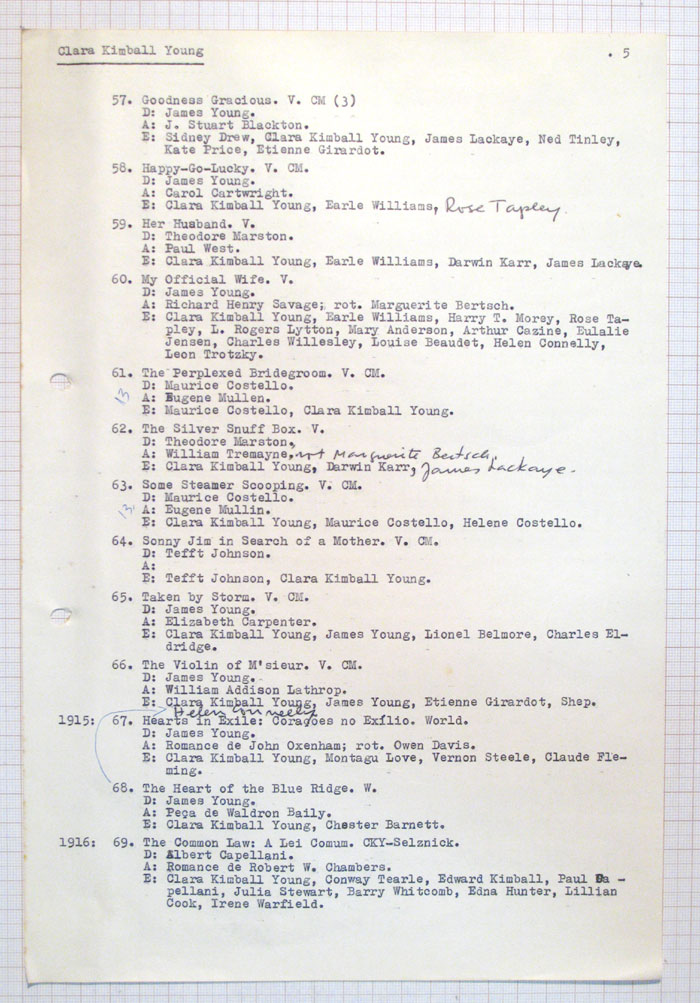 Clara Kimball Young
. 5
57. Goodness Gracious. V. CM (3)
D: James Young.
A: J. Stuart Blackton.
E: Sidney Drew, Clara Kimball Young, James Lackaye, Ned Tinley,
Kate Price, Etienne Girardot.
58. Happy-Go-Lucky. V. CM.
D: James Young.
A: Carol Cartwright.
E: Clara Kimball Young, Earle Williams, Rose Tapley.
59. Her Husband. V.
D: Theodore Marston.
A: Paul West.
E: Clara Kimball Young, Earle Williams, Darwin Karr, James Lackaye.
60. My Official Wife. V.
D: James Young.
A: Richard Henry Savage; rot. Marguerite Bertsch.
E: Clara Kimball Young, Earle Williams, Harry T. Morey, Rose Ta-
pley, L. Rogers Lytton, Mary Anderson, Arthur Cazine, Eulalie
Jensen, Charles Willesley, Louise Beaudet, Helen Connelly,
Leon Trotzky.
61. The Perplexed Bridegroom. V. CM.
D: Maurice Costello.
A: Eugene Mullen.
E: Maurice Costello, Clara Kimball Young.
62. The Silver Snuff Box. V.
D: Theodore Marston.
A: William Tremayne, rot Marguerite Bertsch.
E: Clara Kimball Young, Darwin Karr, James Lackaye.
63. Some Steamer Scooping. V. CM.
D: Maurice Costello.
A: Eugene Mullin.
E: Clara Kimball Young, Maurice Costello, Helene Costello.
64. Sonny Jim in Search of a Mother. V. CM.
D: Tefft Johnson.
A:
E: Tefft Johnson, Clara Kimball Young.
65. Taken by Storm. V. CM.
D: James Young.
A: Elizabeth Carpenter.
E: Clara Kimball Young, James Young, Lionel Belmore, Charles El-
dridge.
66. The Violin of M'sieur. V. CM.
D: James Young.
A: William Addison Lathrop.
E: Clara Kimball Young, James Young, Etienne Girardot, Shep.
Helen Connelly
1915: 67. Hearts in Exile: Corações no Exílio. World.
D: James Young.
A: Romance de John Oxenham; rot. Owen Davis.
E: Clara Kimball Young, Montagu Love, Vernon Steele, Claude Fle-
ming.
68. The Heart of the Blue Ridge. W.
D: James Young.
A: Peça de Waldron Baily.
E: Clara Kimball Young, Chester Barnett.
1916: 69. The Common Law: A Lei Comum. CKY-Selznick.
D: Albert Capellani.
A: Romance de Robert W. Chambers.
E: Clara Kimball Young, Conway Tearle, Edward Kimball, Paul Ca -
pellani, Julia Stewart, Barry Whitcomb, Edna Hunter, Lillian
Cook, Irene Warfield.